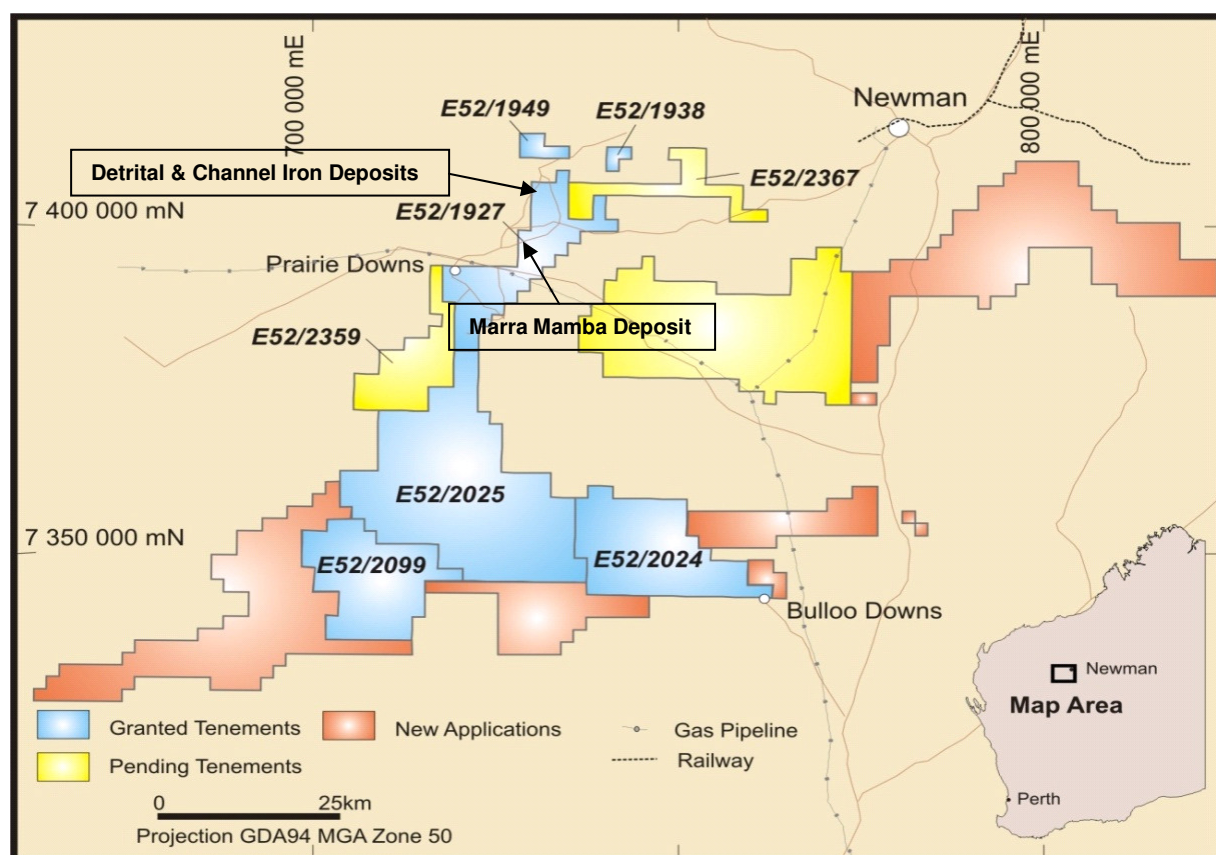 700 000 mE
800 000 mE
E52/1949
E52/1938
Newman
Detrital & Channel Iron Deposits
E52/2367
E52/1927
7 400 000 mN
Prairie Downs
Marra Mamba Deposit
E52/2359
E52/2025
7 350 000 mN
E52/2099
E52/2024
Bulloo Downs
Newman
Map Area
Granted Tenements
New Applications
Gas Pipeline
Pending Tenements
Railway
Perth
0 25km
Projection GDA94 MGA Zone 50